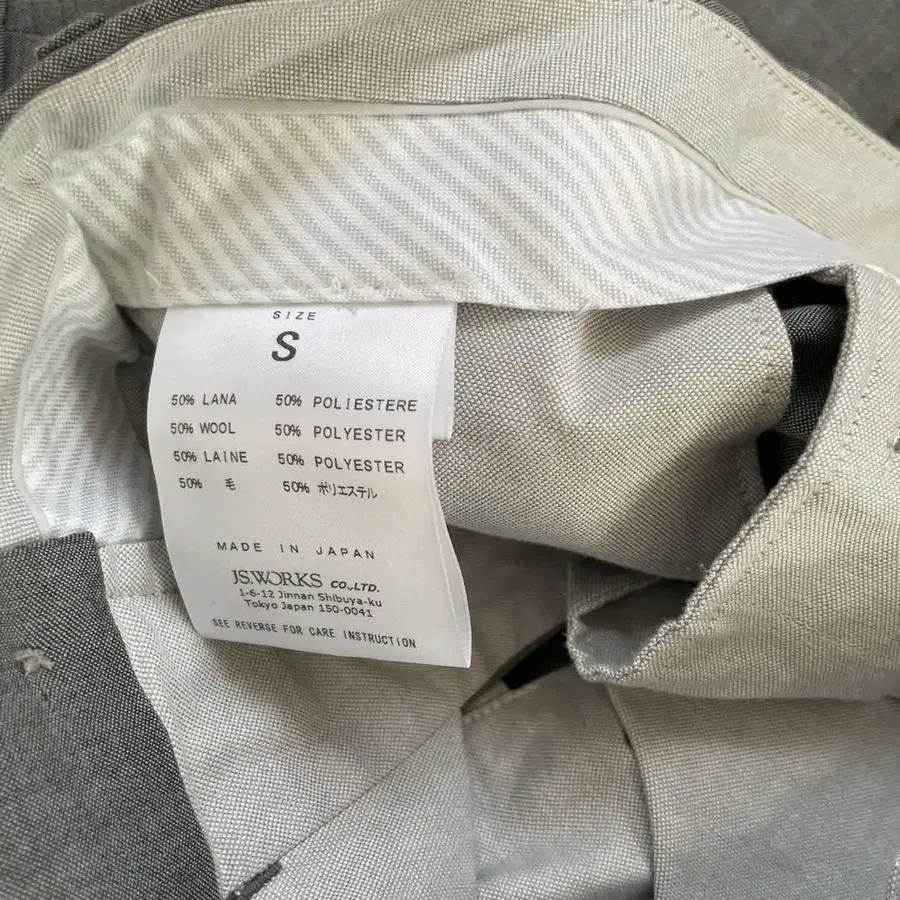 SIZE
S
50% LANA 50% POLIESTERE
50% WOOL 50% POLYESTER
50% LAINE 50% POLYESTER
50% 毛 50% ポリエステル
MADE IN JAPAN
JS.WORKS CO.,LTD.
1-6-12 Jinnan Shibuya-ku
Tokyo Japan 150-0041
SEE REVERSE FOR CARE INSTRUCTION